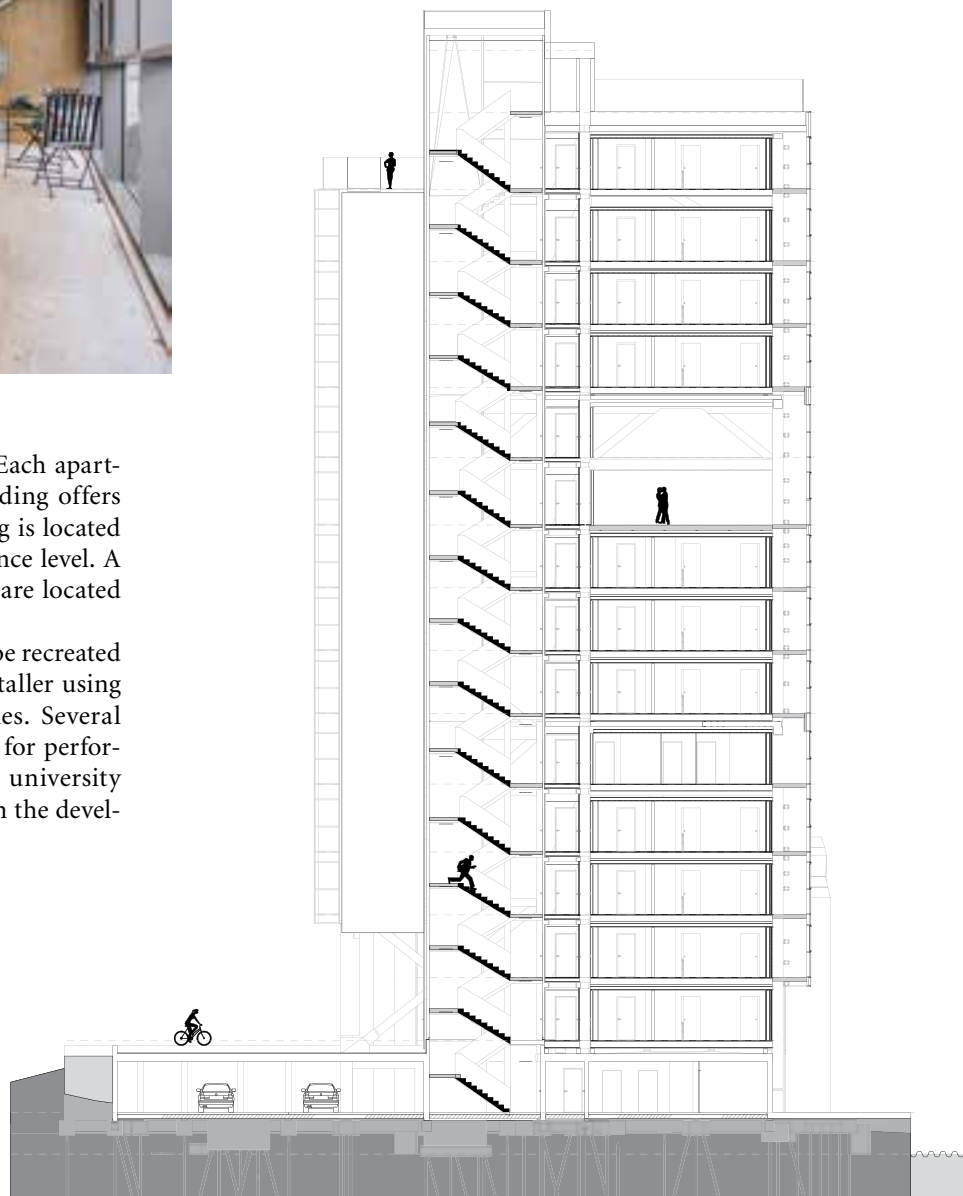 Each apart-
ding offers
g is located
nce level. A
are located
be recreated
taller using
es. Several
for perfor-
university
n the devel-